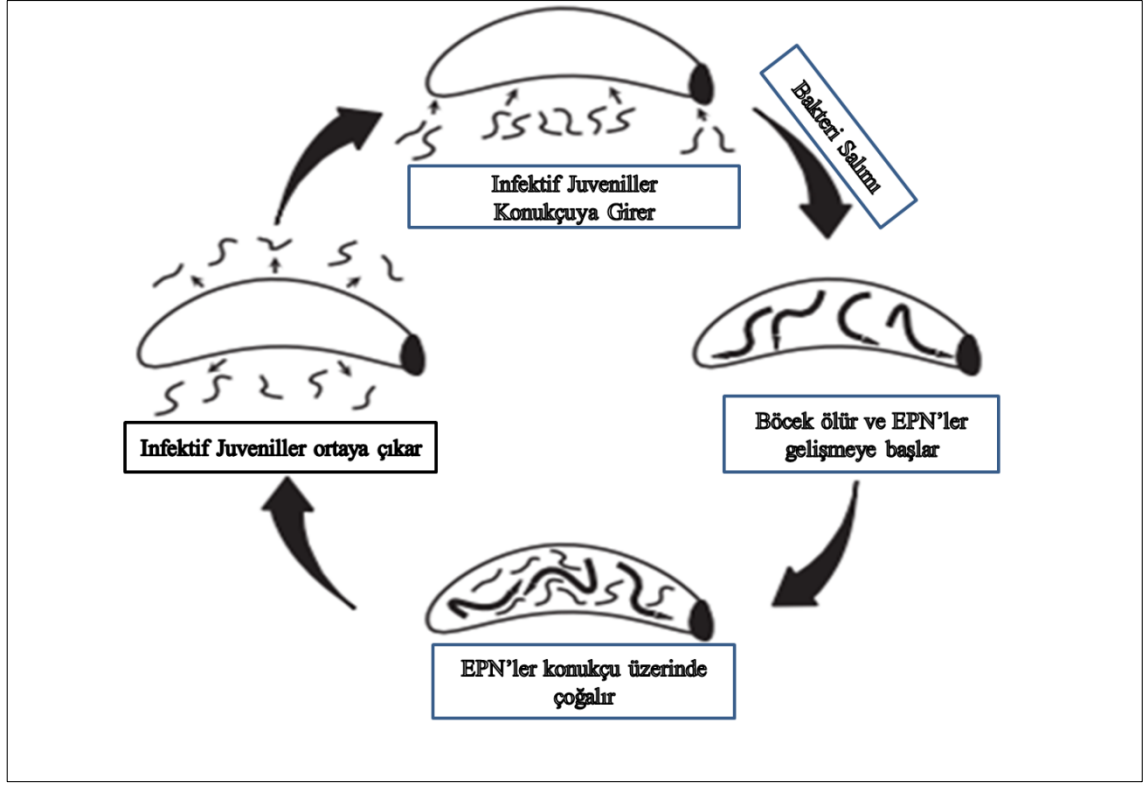 Infektif Juveniller
Konukçuya Girer
Bakteri Salımı
Böcek ölür ve EPN’ler
gelişmeye başlar
EPN’ler konukçu üzerinde
çoğalır
Infektif Juveniller ortaya çıkar